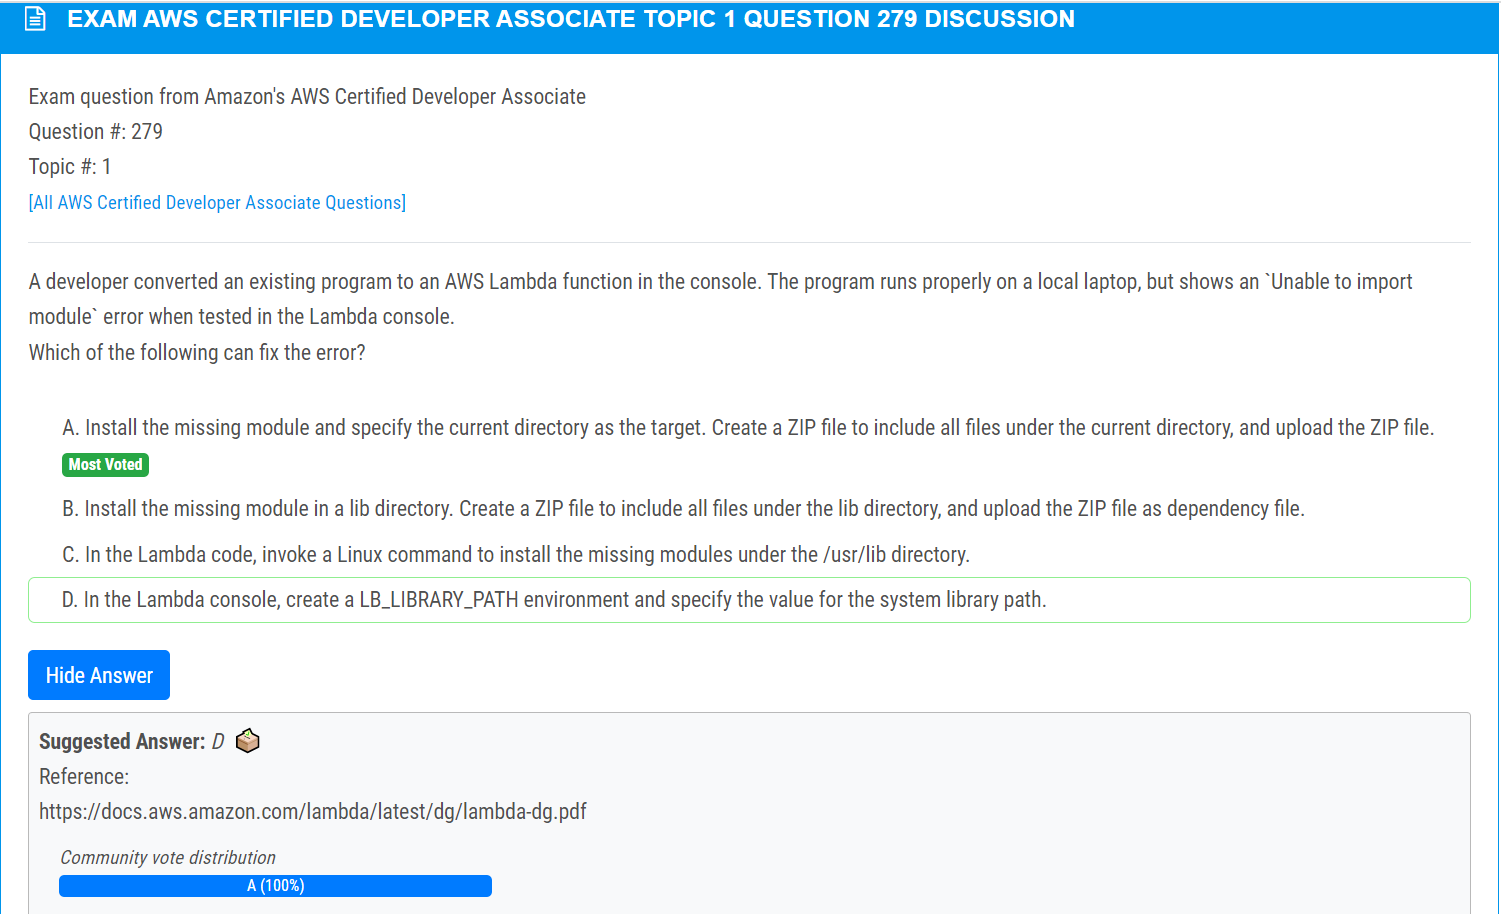 EXAM AWS CERTIFIED DEVELOPER ASSOCIATE TOPIC 1 QUESTION 279 DISCUSSION
Exam question from Amazon's AWS Certified Developer Associate
Question #: 279
Topic #: 1
[All AWS Certified Developer Associate Questions]
A developer converted an existing program to an AWS Lambda function in the console. The program runs properly on a local laptop, but shows an `Unable to import
module` error when tested in the Lambda console.
Which of the following can fix the error?
A. Install the missing module and specify the current directory as the target. Create a ZIP file to include all files under the current directory, and upload the ZIP file.
Most Voted
B. Install the missing module in a lib directory. Create a ZIP file to include all files under the lib directory, and upload the ZIP file as dependency file.
C. In the Lambda code, invoke a Linux command to install the missing modules under the /usr/lib directory.
D. In the Lambda console, create a LB_LIBRARY_PATH environment and specify the value for the system library path.
Hide Answer
Suggested Answer: D
Reference:
https://docs.aws.amazon.com/lambda/latest/dg/lambda-dg.pdf
Community vote distribution
A (100%)